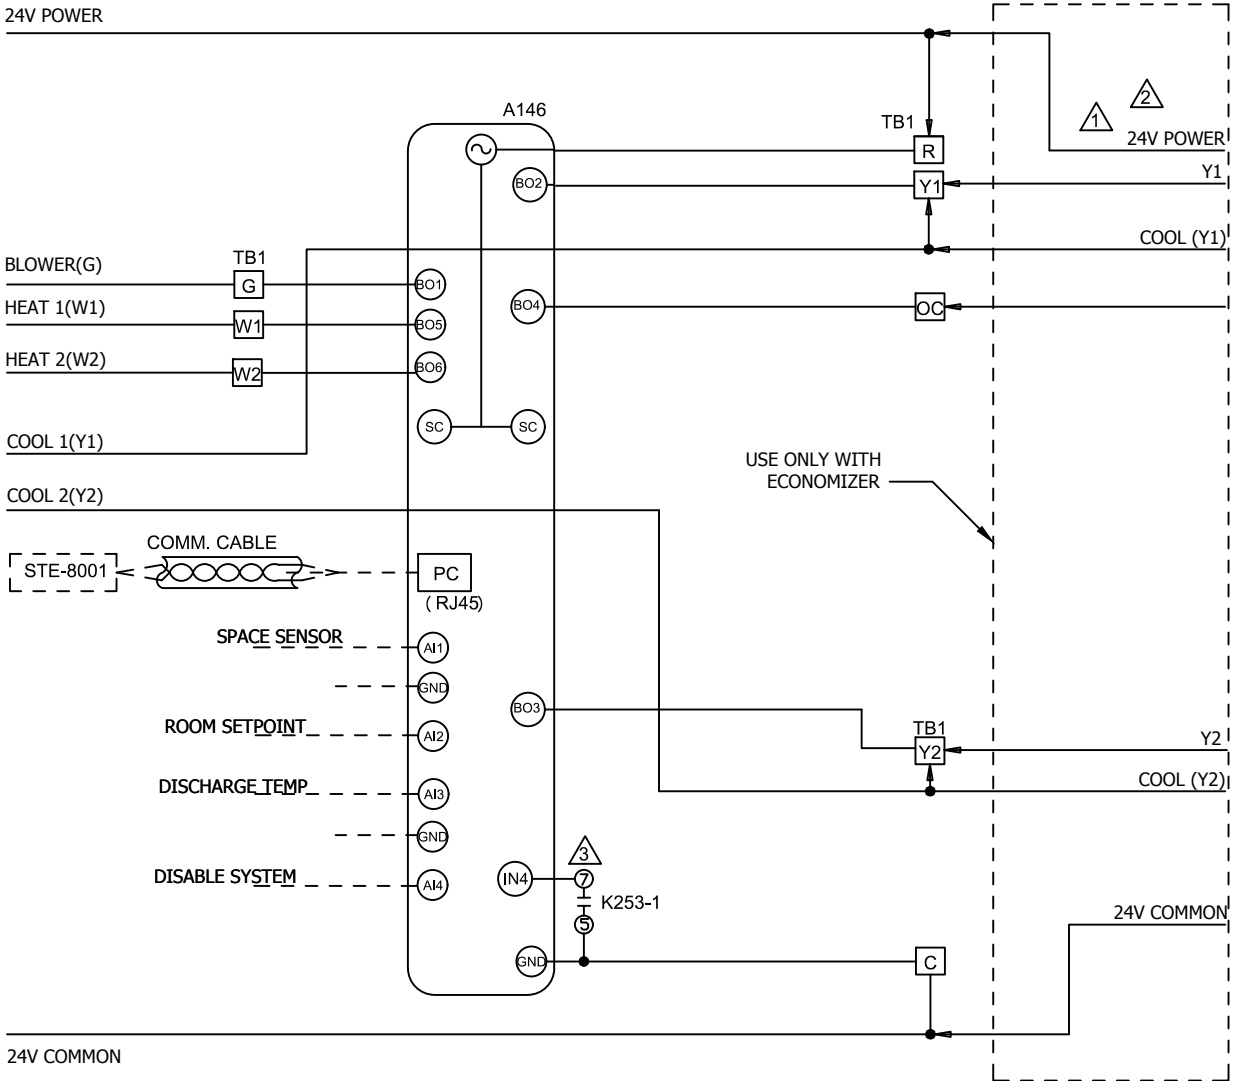 24V POWER
A146
2
1
TB1
24V POWER
R
BO2
Y1
Y1
COOL (Y1)
BLOWER(G)
TB1
G
BO1
HEAT 1(W1)
W1
BO5
BO4
OC
HEAT 2(W2)
W2
BO6
SC
SC
COOL 1(Y1)
USE ONLY WITH
ECONOMIZER
COOL 2(Y2)
COMM. CABLE
STE-8001
PC
( RJ45)
SPACE SENSOR
AI1
GND
BO3
ROOM SETPOINT
AI2
TB1
Y2
Y2
COOL (Y2)
DISCHARGE TEMP
AI3
GND
3
DISABLE SYSTEM
AI4
IN4
7
K253-1
5
24V COMMON
GND
C
24V COMMON